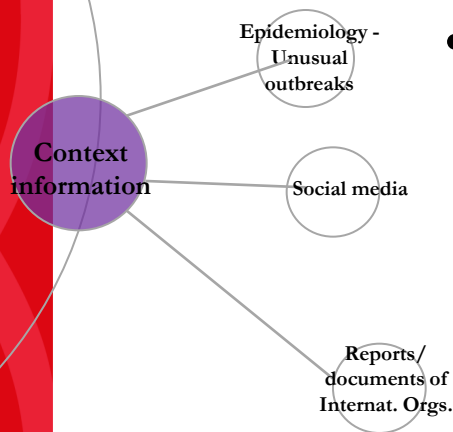 Epidemiology -
Unusual
outbreaks
Context
information
Social media
Reports/
documents of
Internat. Orgs.